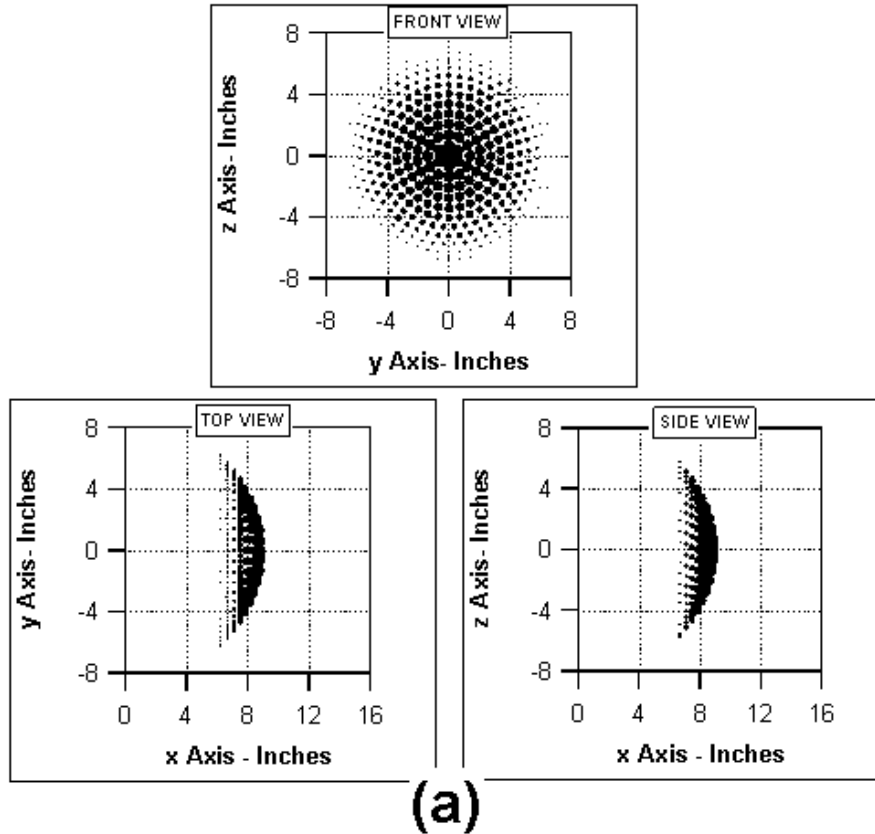 FRONT VIEW
8
4
0
-4
-8
z Axis- Inches
-8 -4 0 4 8
y Axis- Inches
TOP VIEW
8
4
0
-4
-8
y Axis- Inches
0 4 8 12 16
x Axis - Inches
SIDE VIEW
8
4
0
-4
-8
z Axis- Inches
0 4 8 12 16
x Axis - Inches
(a)